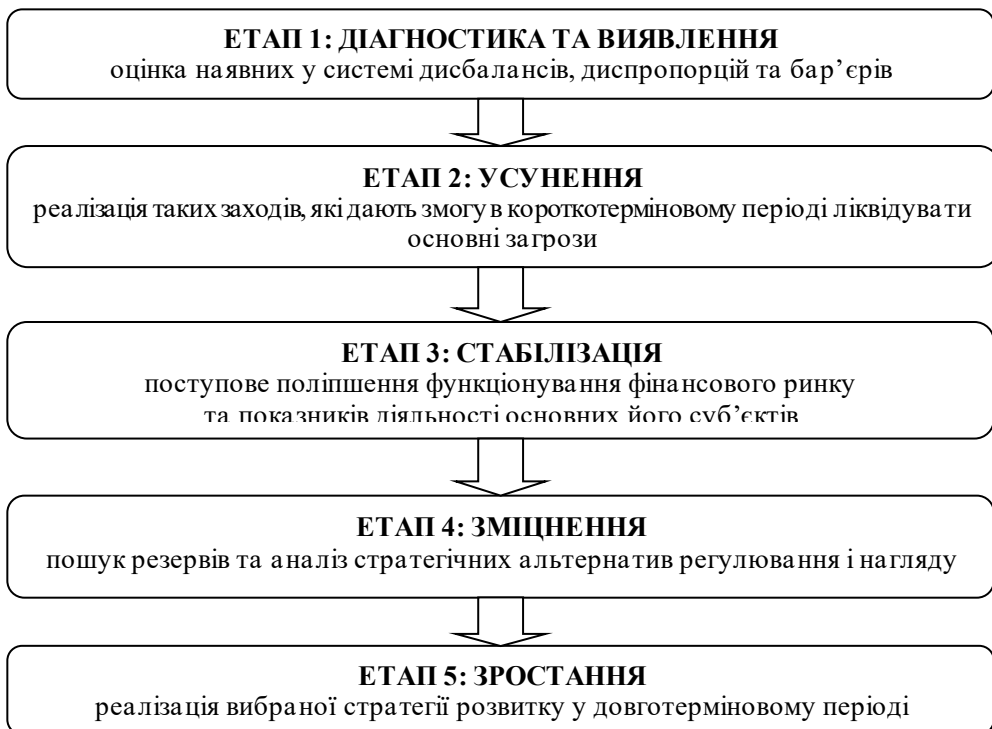 ЕТАП 1: ДІАГНОСТИКА ТА ВИЯВЛЕННЯ
оцінка наявних у системі дисбалансів, диспропорцій та бар’єрів
ЕТАП 2: УСУНЕННЯ
реалізація таких заходів, які дають змогу в короткотерміновому періоді ліквідувати
основні загрози
ЕТАП 3: СТАБІЛІЗАЦІЯ
поступове поліпшення функціонування фінансового ринку
та показників діяльності основних його суб’єктів
ЕТАП 4: ЗМІЦНЕННЯ
пошук резервів та аналіз стратегічних альтернатив регулювання і нагляду
ЕТАП 5: ЗРОСТАННЯ
реалізація вибраної стратегії розвитку у довготерміновому періоді